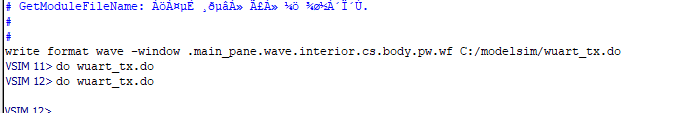 # GetModuleFileName: ÁöÁ¤µÈ ¸ðµâÀ» Ã£À» ¼ö ¾ø½À´Ï´Ù.
#
#
write format wave -window .main_pane.wave.interior.cs.body.pw.wf C:/modelsim/wuart_tx.do
VSIM 11> do wuart_tx.do
VSIM 12> do wuart_tx.do
VSIM 12>